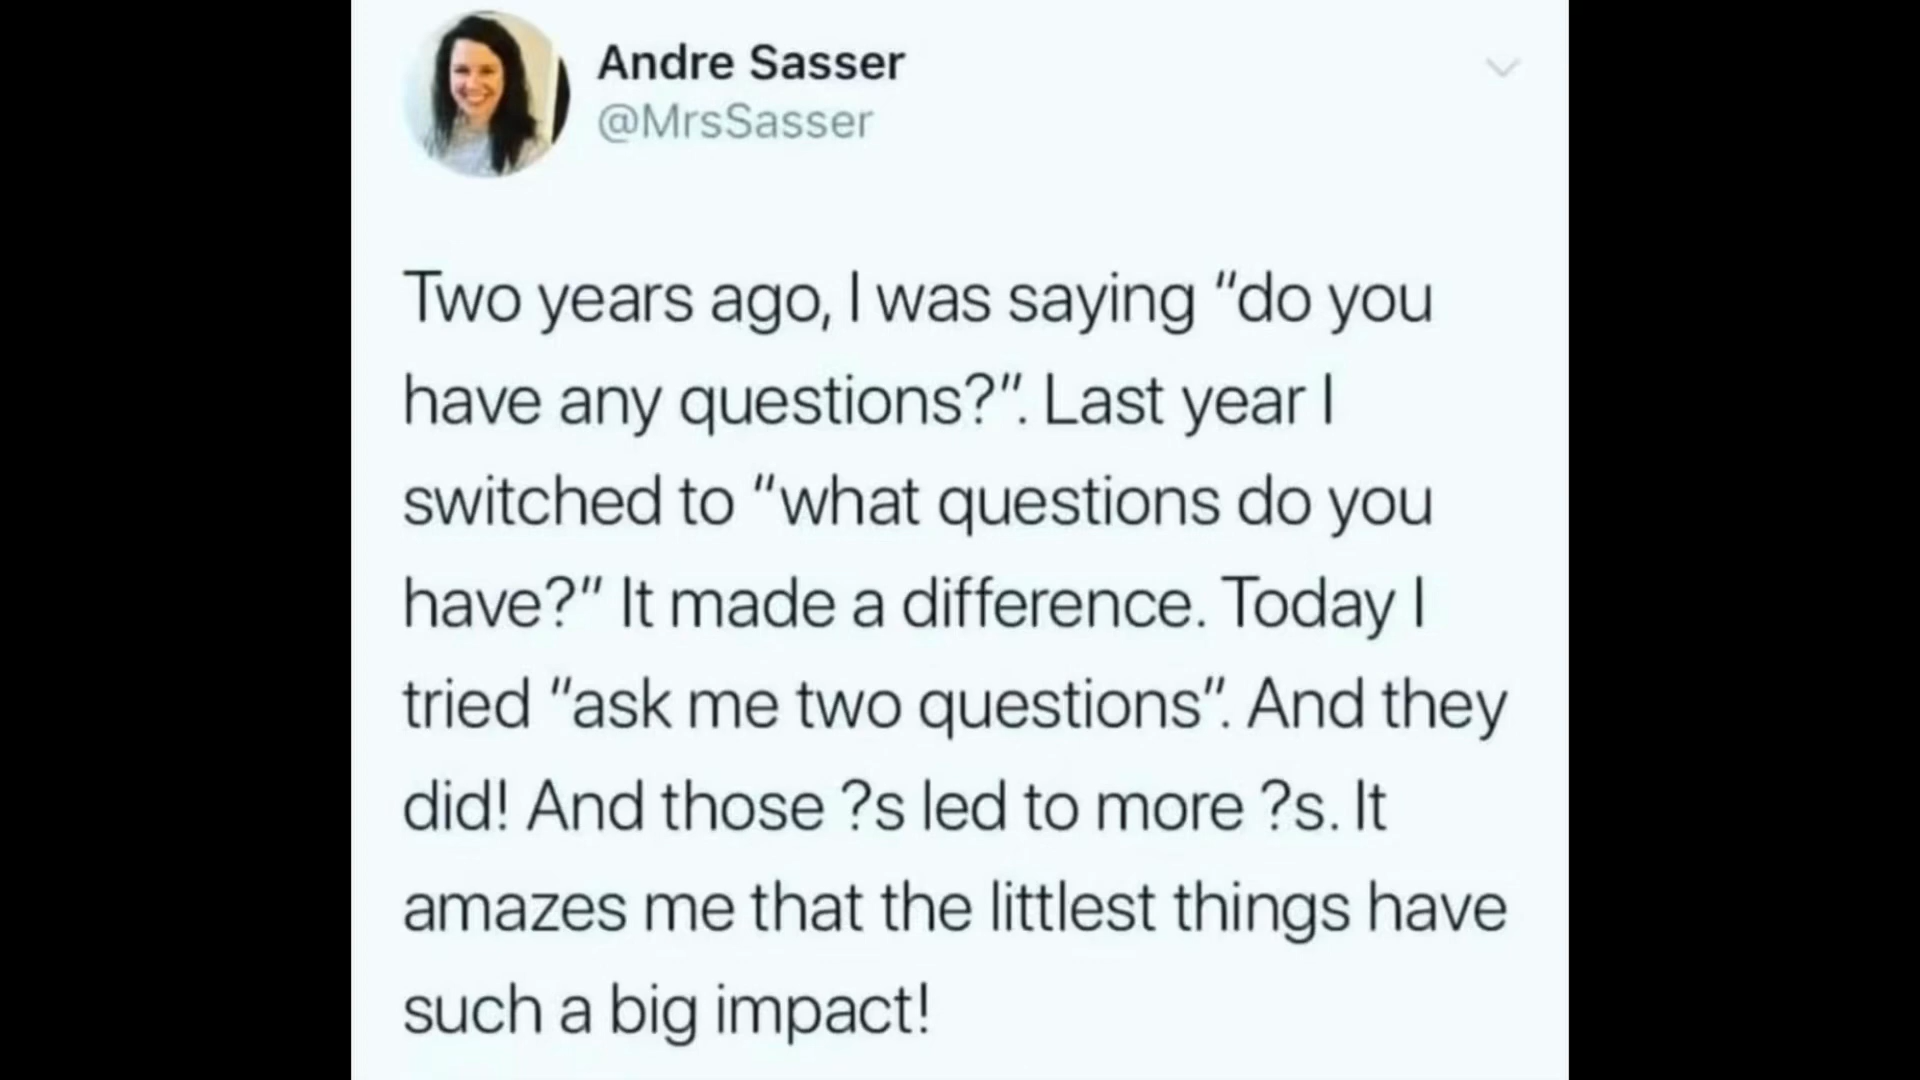 Andre Sasser
@MrsSasser
Two years ago, I was saying "do you
have any questions?". Last year I
switched to "what questions do you
have?" It made a difference. Today I
tried "ask me two questions". And they
did! And those ?s led to more ?s. It
amazes me that the littlest things have
such a big impact!